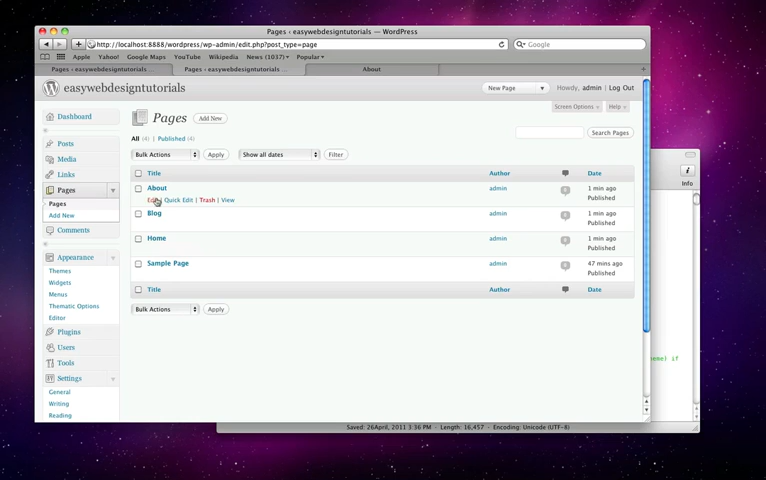 Pages ‹ easywebdesigntutorials — WordPress
http://localhost:8888/wordpress/wp-admin/edit.php?post_type=page
Google
Apple Yahoo! Google Maps YouTube Wikipedia News (1037) Popular
Pages ‹ easywebdesigntutorials ... Pages ‹ easywebdesigntutorials ... About
easywebdesigntutorials New Page Howdy, admin | Log Out
Screen Options Help
Dashboard
Posts
Media
Links
Pages
Pages
Add New
Comments
Appearance
Themes
Widgets
Menus
Thematic Options
Editor
Plugins
Users
Tools
Settings
General
Writing
Reading
Pages Add New
All (4) | Published (4)
Search Pages
Bulk Actions Apply Show all dates Filter
Title Author Date
About admin 0 1 min ago
Edit | Quick Edit | Trash | View Published
Blog admin 0 1 min ago
Published
Home admin 0 1 min ago
Published
Sample Page admin 0 47 mins ago
Published
Title Author Date
Bulk Actions Apply
Info
eme) if
Saved: 26April, 2011 3:36 PM · Length: 16,457 · Encoding: Unicode (UTF-8)